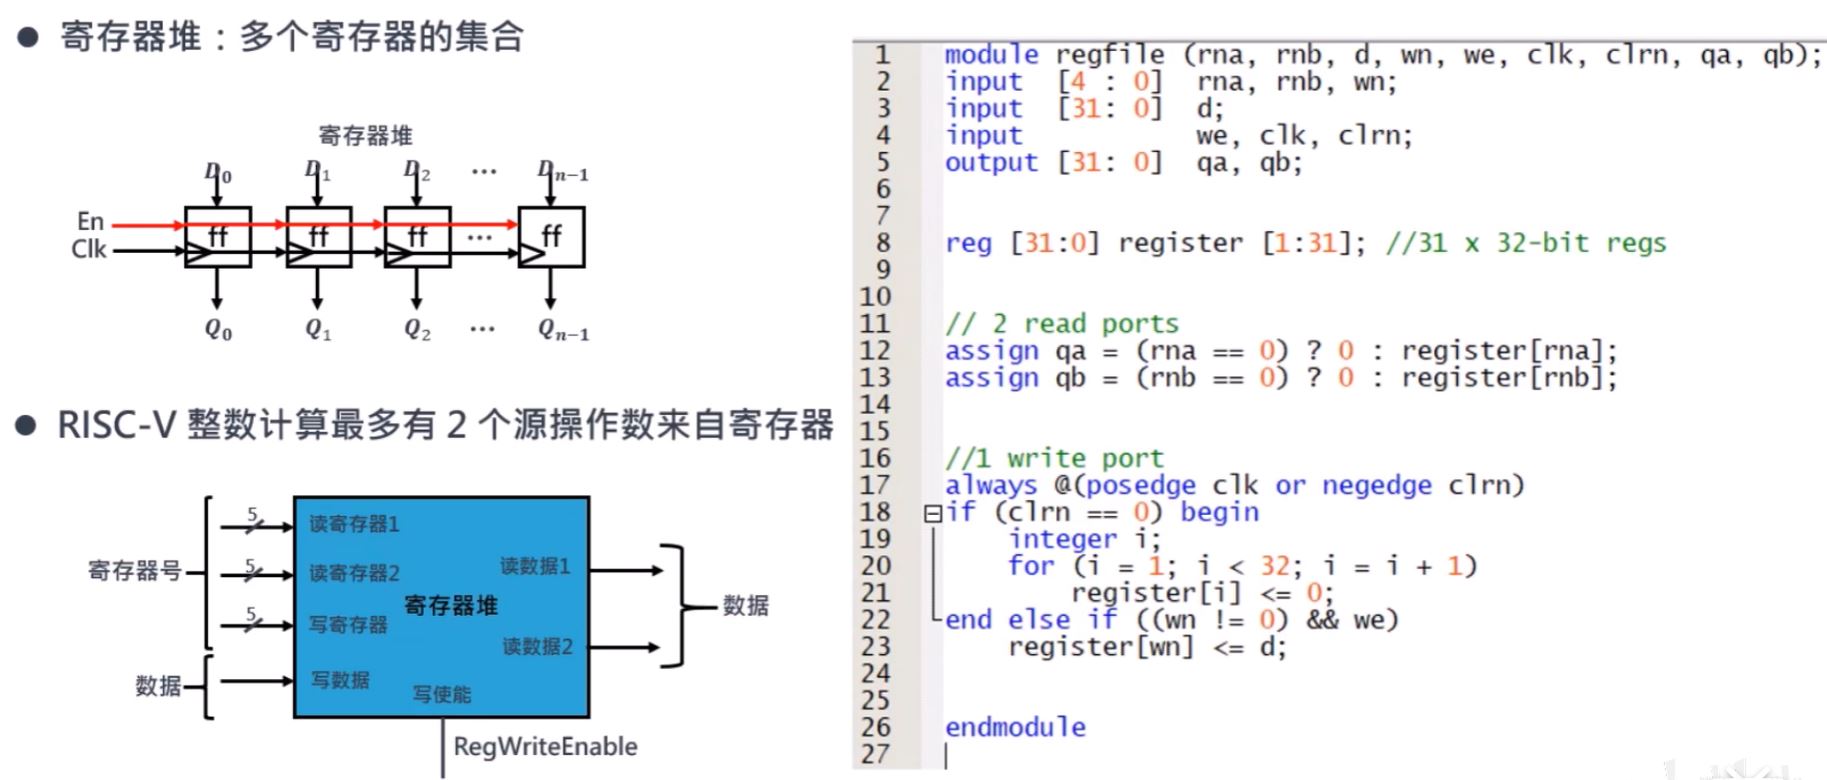 ● 寄存器堆：多个寄存器的集合
寄存器堆
D0 D1 D2 ··· Dn−1
En
Clk
ff ff ff ··· ff
Q0 Q1 Q2 ··· Qn−1
● RISC-V 整数计算最多有 2 个源操作数来自寄存器
寄存器号
5
5
5
数据
读寄存器1
读寄存器2
写寄存器
写数据
寄存器堆
读数据1
读数据2
写使能
数据
RegWriteEnable
1 module regfile (rna, rnb, d, wn, we, clk, clrn, qa, qb);
2 input [4 : 0] rna, rnb, wn;
3 input [31: 0] d;
4 input we, clk, clrn;
5 output [31: 0] qa, qb;
6
7
8 reg [31:0] register [1:31]; //31 x 32-bit regs
9
10
11 // 2 read ports
12 assign qa = (rna == 0) ? 0 : register[rna];
13 assign qb = (rnb == 0) ? 0 : register[rnb];
14
15
16 //1 write port
17 always @(posedge clk or negedge clrn)
18 if (clrn == 0) begin
19 integer i;
20 for (i = 1; i < 32; i = i + 1)
21 register[i] <= 0;
22 end else if ((wn != 0) && we)
23 register[wn] <= d;
24
25
26 endmodule
27